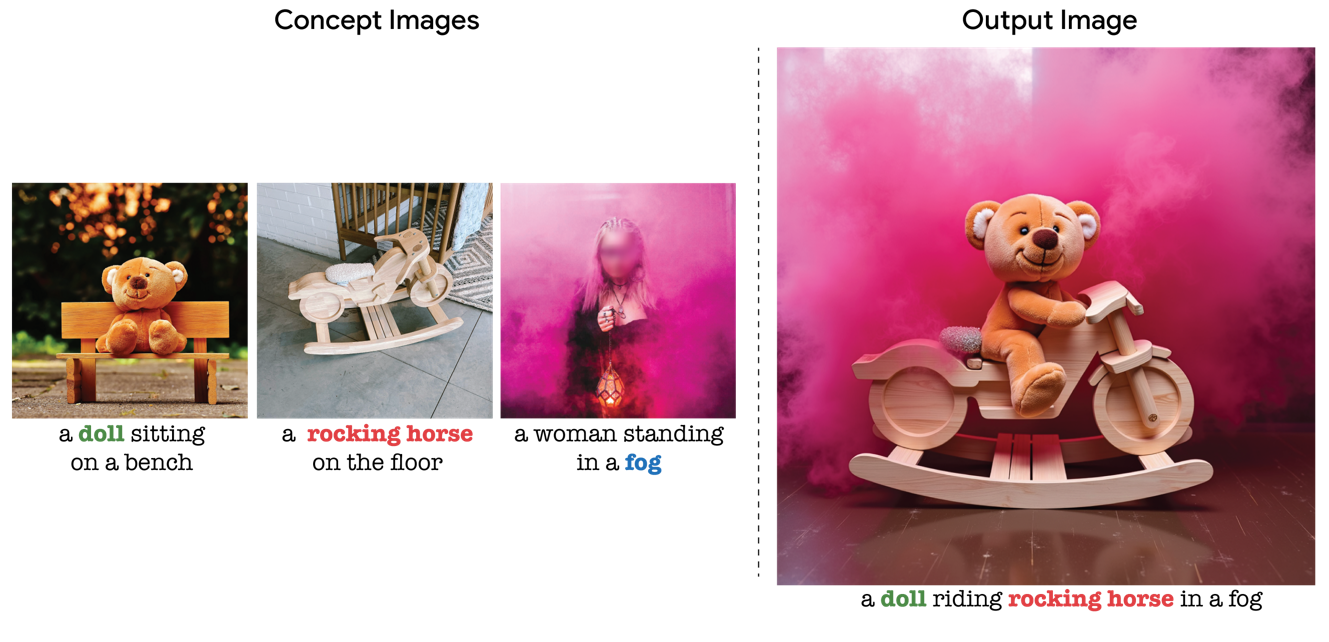 Concept Images
Output Image
a doll sitting
on a bench
a rocking horse
on the floor
a woman standing
in a fog
a doll riding rocking horse in a fog